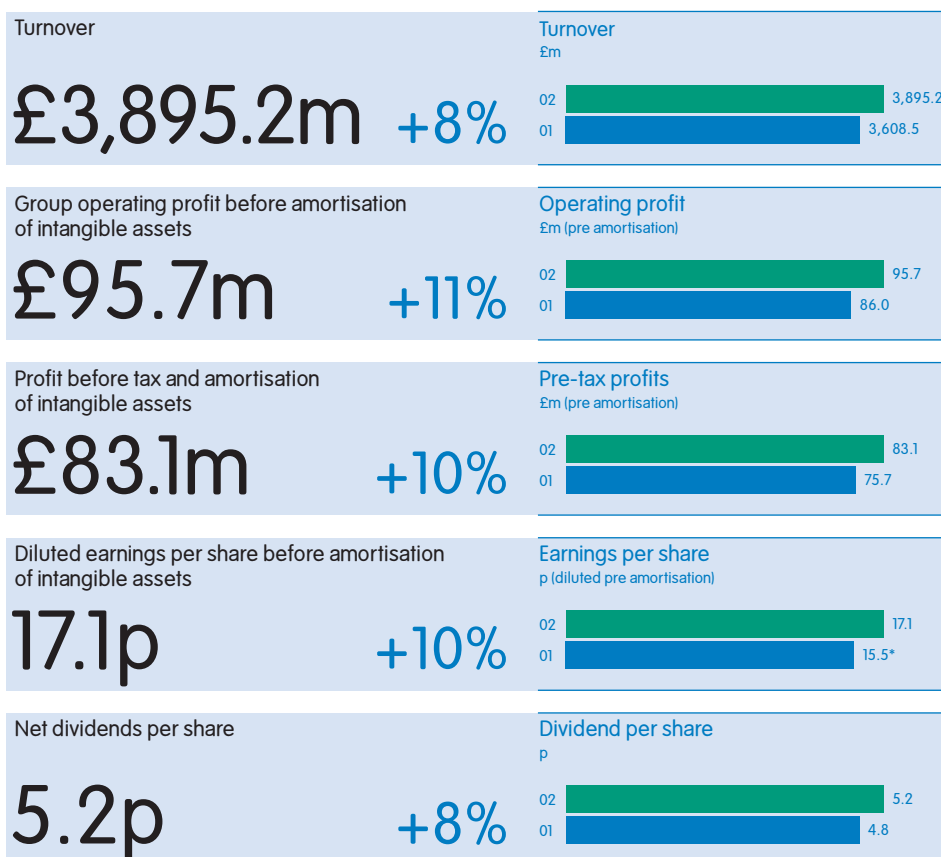 Turnover
£3,895.2m +8%
Turnover
£m
02 3,895.2
01 3,608.5
Group operating profit before amortisation
of intangible assets
£95.7m +11%
Operating profit
£m (pre amortisation)
02 95.7
01 86.0
Profit before tax and amortisation
of intangible assets
£83.1m +10%
Pre-tax profits
£m (pre amortisation)
02 83.1
01 75.7
Diluted earnings per share before amortisation
of intangible assets
17.1p +10%
Earnings per share
p (diluted pre amortisation)
02 17.1
01 15.5*
Net dividends per share
5.2p +8%
Dividend per share
p
02 5.2
01 4.8